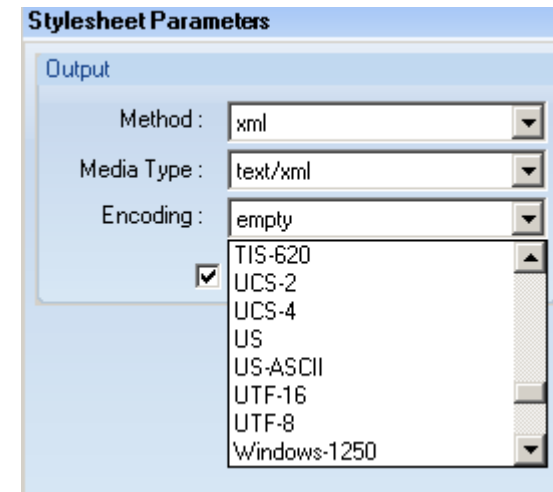 Stylesheet Parameters
Output
Method : xml
Media Type : text/xml
Encoding : empty
TIS-620
UCS-2
UCS-4
US
US-ASCII
UTF-16
UTF-8
Windows-1250